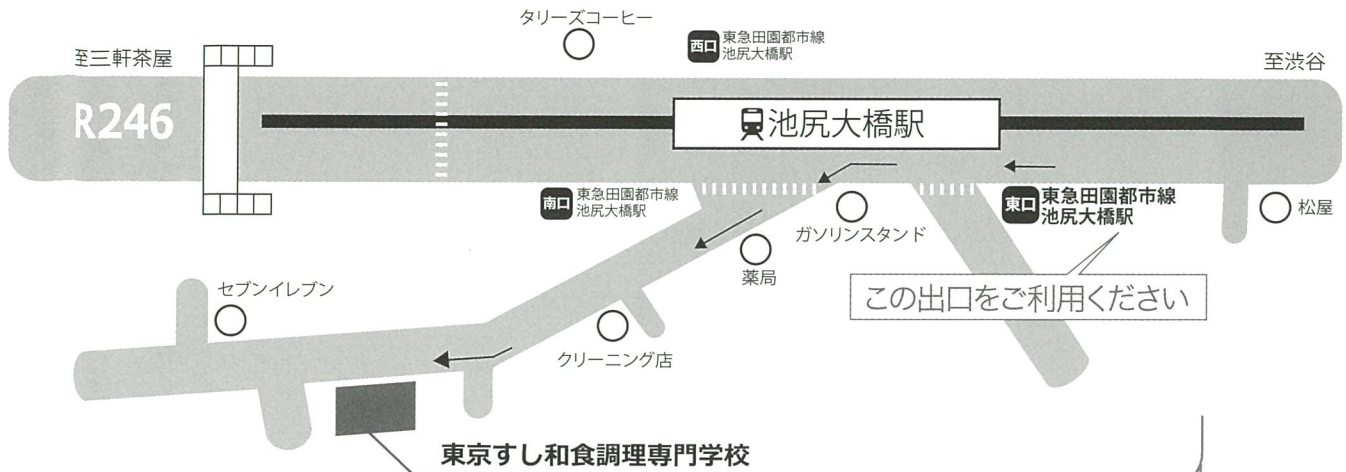 タリーズコーヒー
西口 東急田園都市線
池尻大橋駅
至三軒茶屋
至渋谷
R246
池尻大橋駅
南口 東急田園都市線
池尻大橋駅
東口 東急田園都市線
池尻大橋駅
松屋
ガソリンスタンド
薬局
この出口をご利用ください
セブンイレブン
クリーニング店
東京すし和食調理専門学校